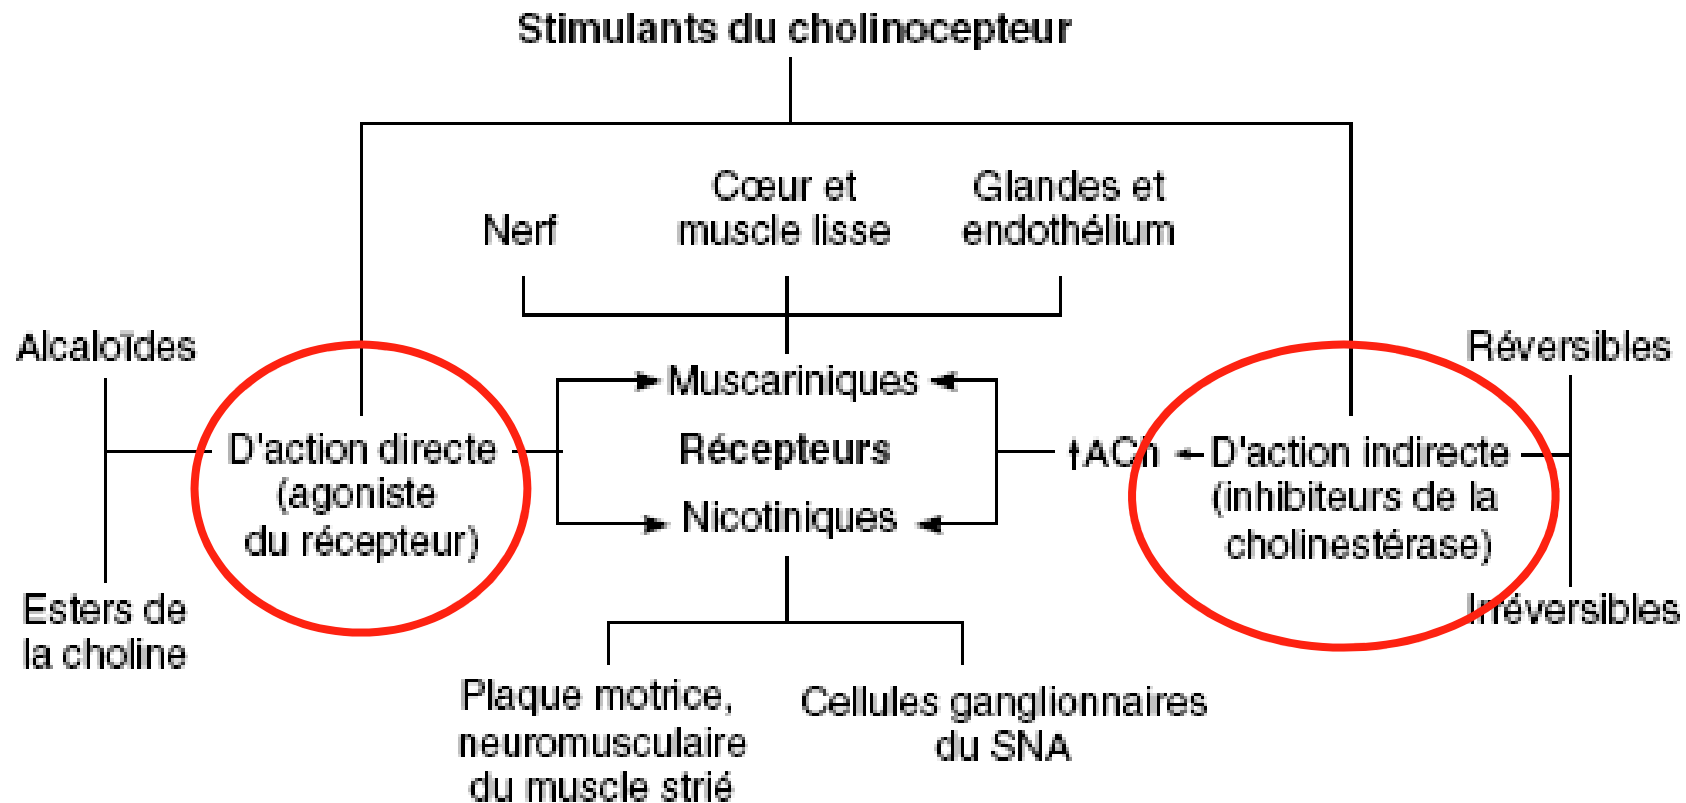 Stimulants du cholinocepteur
Cœur et
muscle lisse
Glandes et
endothélium
Nerf
Alcaloïdes
Réversibles
Muscariniques
D'action directe
(agoniste
du récepteur)
Récepteurs
↑ACh
D'action indirecte
(inhibiteurs de la
cholinestérase)
Nicotiniques
Esters de
la choline
Irréversibles
Plaque motrice,
neuromusculaire
du muscle strié
Cellules ganglionnaires
du SNA